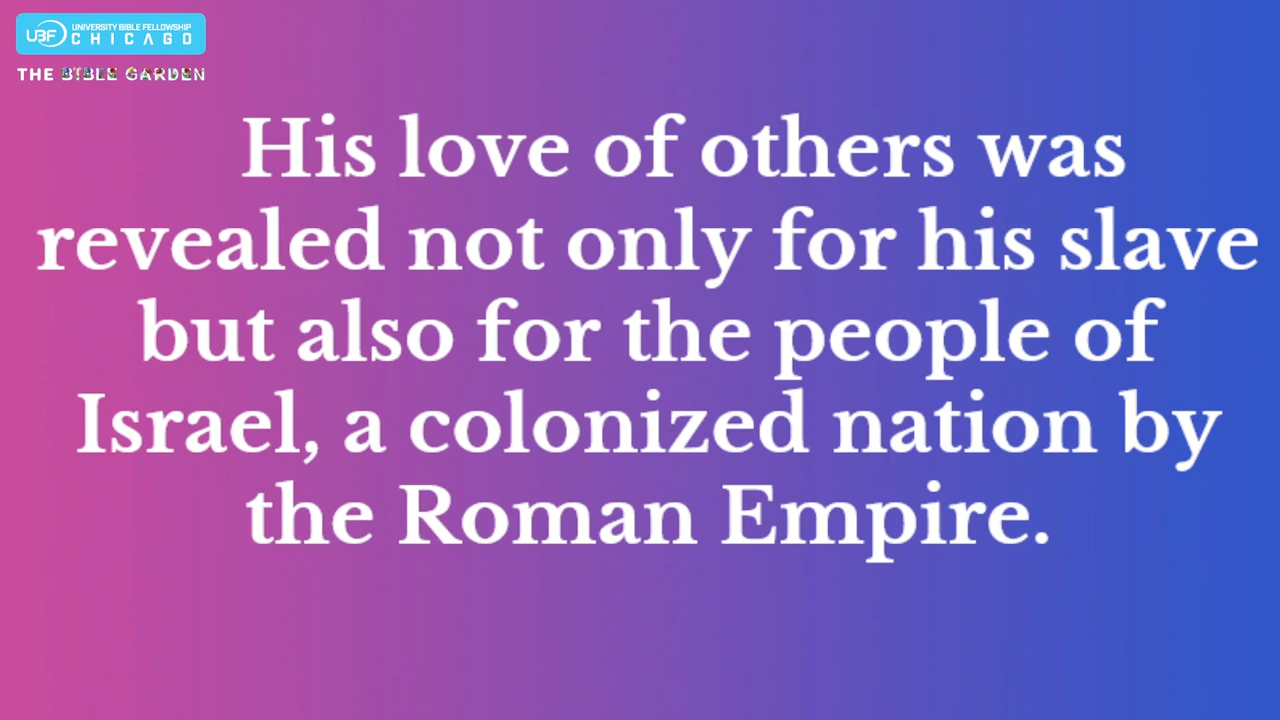 UBF UNIVERSITY BIBLE FELLOWSHIP
CHICAGO
THE BIBLE GARDEN
His love of others was
revealed not only for his slave
but also for the people of
Israel, a colonized nation by
the Roman Empire.